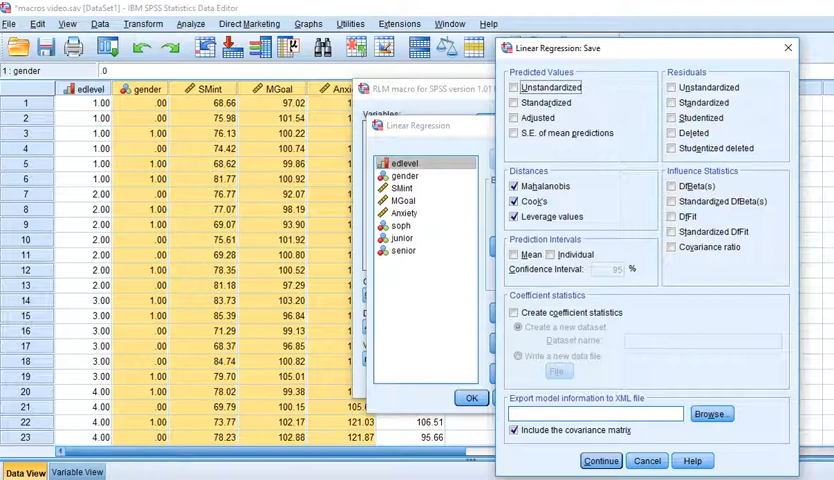 *macros video.sav [DataSet1] - IBM SPSS Statistics Data Editor
File Edit View Data Transform Analyze Direct Marketing Graphs Utilities Extensions Window Help
1 : gender .0
edlevel gender SMint MGoal Anxi
1 1.00 .00 68.66 97.02
2 1.00 .00 75.98 101.54
3 1.00 .00 76.13 100.22
4 1.00 .00 74.42 100.74
5 1.00 .00 68.62 99.86
6 1.00 .00 81.77 100.92
7 2.00 .00 76.77 92.07
8 2.00 1.00 77.07 98.19
9 2.00 .00 69.07 93.90
10 2.00 .00 75.61 101.92
11 2.00 .00 69.28 100.80
12 2.00 .00 78.35 100.52
13 2.00 .00 81.18 97.29
14 3.00 1.00 83.73 103.20
15 3.00 1.00 85.39 96.84
16 3.00 .00 71.29 99.13
17 3.00 .00 68.37 96.85
18 3.00 .00 84.74 100.82
19 3.00 1.00 79.70 105.01
20 4.00 1.00 78.02 99.38
21 4.00 .00 69.79 100.15 105.6
22 4.00 1.00 73.77 102.17 121.03 106.51
23 4.00 .00 78.23 102.88 121.87 95.66
Data View Variable View
RLM macro for SPSS version 1.01
Variables:
Linear Regression
edlevel
gender
SMint
MGoal
Anxiety
soph
junior
senior
OK
Linear Regression: Save
Predicted Values
Unstandardized
Standardized
Adjusted
S.E. of mean predictions
Residuals
Unstandardized
Standardized
Studentized
Deleted
Studentized deleted
Distances
Mahalanobis
Cook's
Leverage values
Influence Statistics
DfBeta(s)
Standardized DfBeta(s)
DfFit
Standardized DfFit
Covariance ratio
Prediction Intervals
Mean Individual
Confidence Interval: 95 %
Coefficient statistics
Create coefficient statistics
Create a new dataset
Dataset name:
Write a new data file
File...
Export model information to XML file
Browse...
Include the covariance matrix
Continue Cancel Help